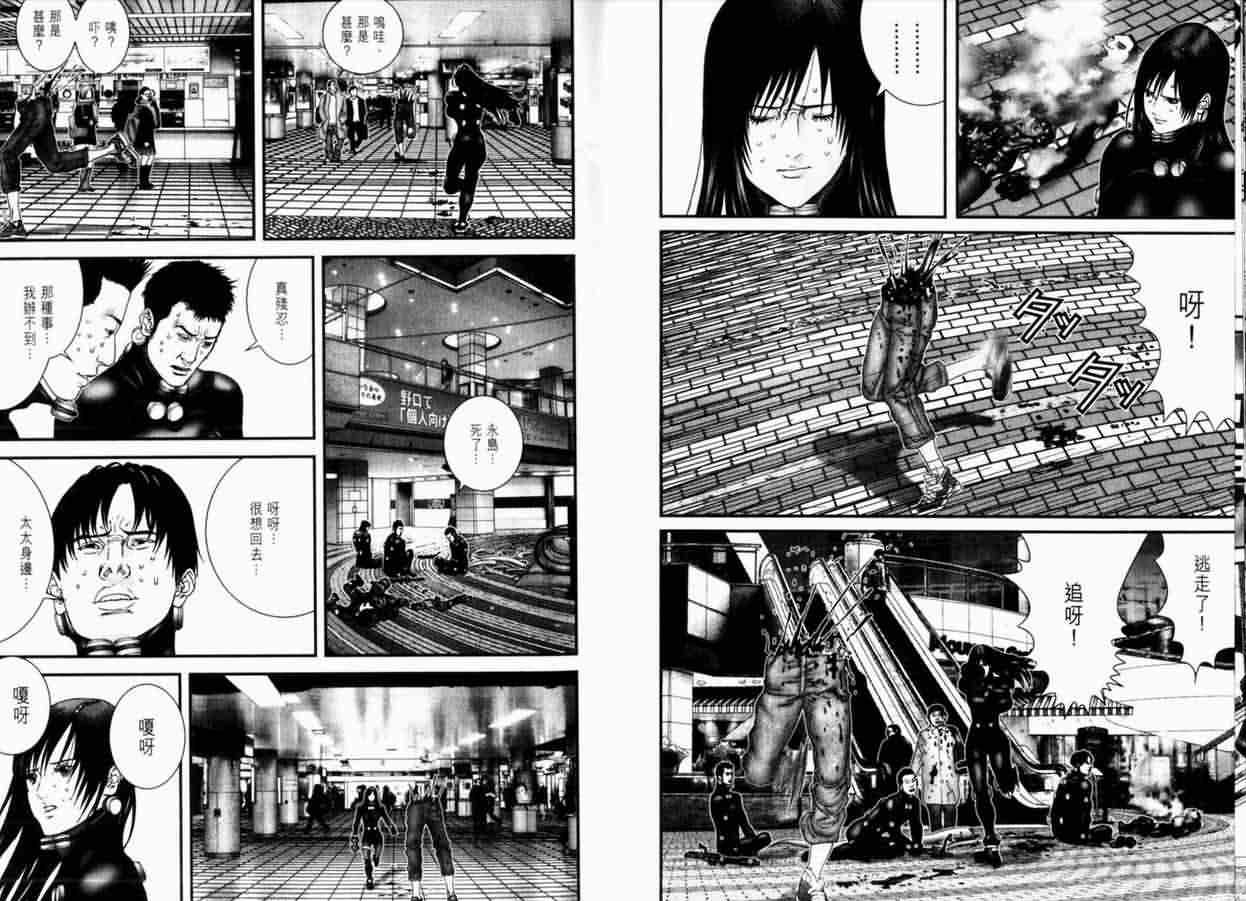 ………
………
呀！
タッ
タッ
逃走了！
追呀！
嗚哇、
那是
甚麼？
咦？
吓？
那是
甚麼？
野口で
「個人向け
永島…
死了…
真殘忍…
那種事…
我辦不到…
呀呀…
很想回去…
太太身邊…
嘎呀
嘎呀